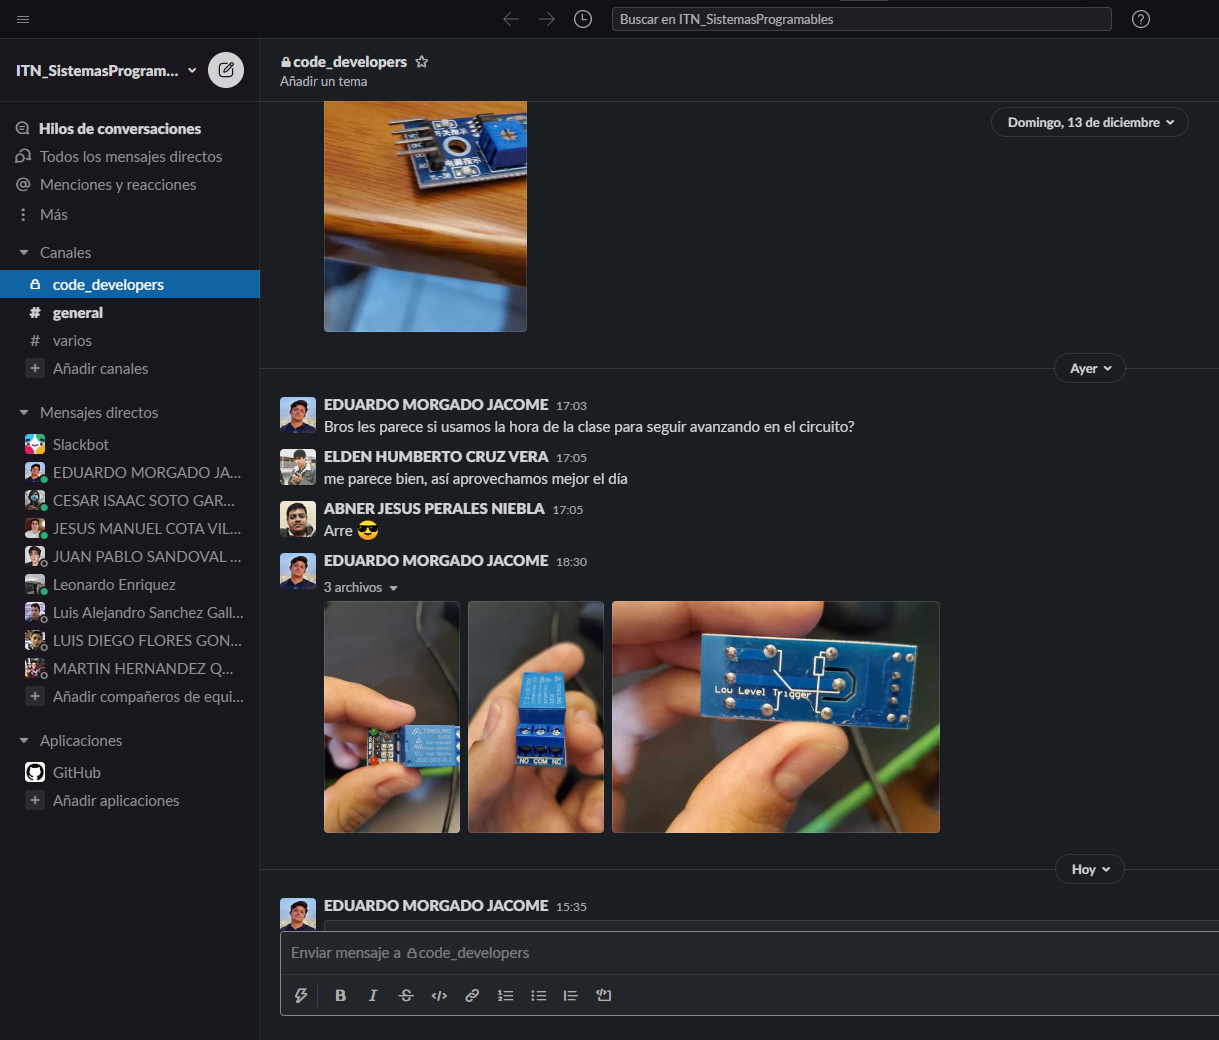 Buscar en ITN_SistemasProgramables
ITN_SistemasProgram...
code_developers
Añadir un tema
Hilos de conversaciones
Todos los mensajes directos
Menciones y reacciones
Más
Canales
code_developers
general
varios
Añadir canales
Mensajes directos
Slackbot
EDUARDO MORGADO JA...
CESAR ISAAC SOTO GAR...
JESUS MANUEL COTA VIL...
JUAN PABLO SANDOVAL ...
Leonardo Enriquez
Luis Alejandro Sanchez Gall...
LUIS DIEGO FLORES GON...
MARTIN HERNANDEZ Q...
Añadir compañeros de equi...
Aplicaciones
GitHub
Añadir aplicaciones
Domingo, 13 de diciembre
Ayer
EDUARDO MORGADO JACOME 17:03
Bros les parece si usamos la hora de la clase para seguir avanzando en el circuito?
ELDEN HUMBERTO CRUZ VERA 17:05
me parece bien, así aprovechamos mejor el día
ABNER JESUS PERALES NIEBLA 17:05
Arre 😎
EDUARDO MORGADO JACOME 18:30
3 archivos
NO COM NC
Low Level Trigger
Hoy
EDUARDO MORGADO JACOME 15:35
Enviar mensaje a code_developers